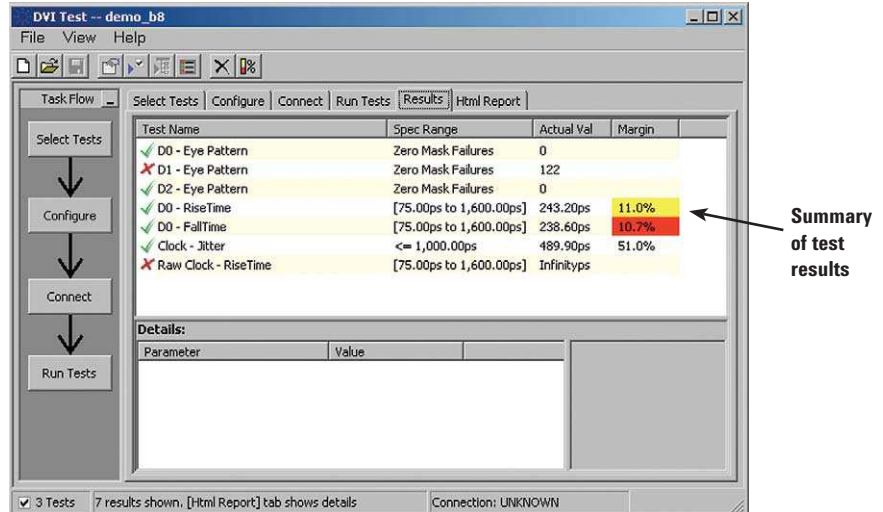 DVI Test -- demo_b8
File View Help
Task Flow
Select Tests
Configure
Connect
Run Tests
Select Tests Configure Connect Run Tests Results Html Report
Test Name Spec Range Actual Val Margin
D0 - Eye Pattern Zero Mask Failures 0
D1 - Eye Pattern Zero Mask Failures 122
D2 - Eye Pattern Zero Mask Failures 0
D0 - RiseTime [75.00ps to 1,600.00ps] 243.20ps 11.0%
D0 - FallTime [75.00ps to 1,600.00ps] 238.60ps 10.7%
Clock - Jitter <= 1,000.00ps 489.90ps 51.0%
Raw Clock - RiseTime [75.00ps to 1,600.00ps] Infinityps
Details:
Parameter Value
3 Tests 7 results shown. [Html Report] tab shows details Connection: UNKNOWN
Summary
of test
results